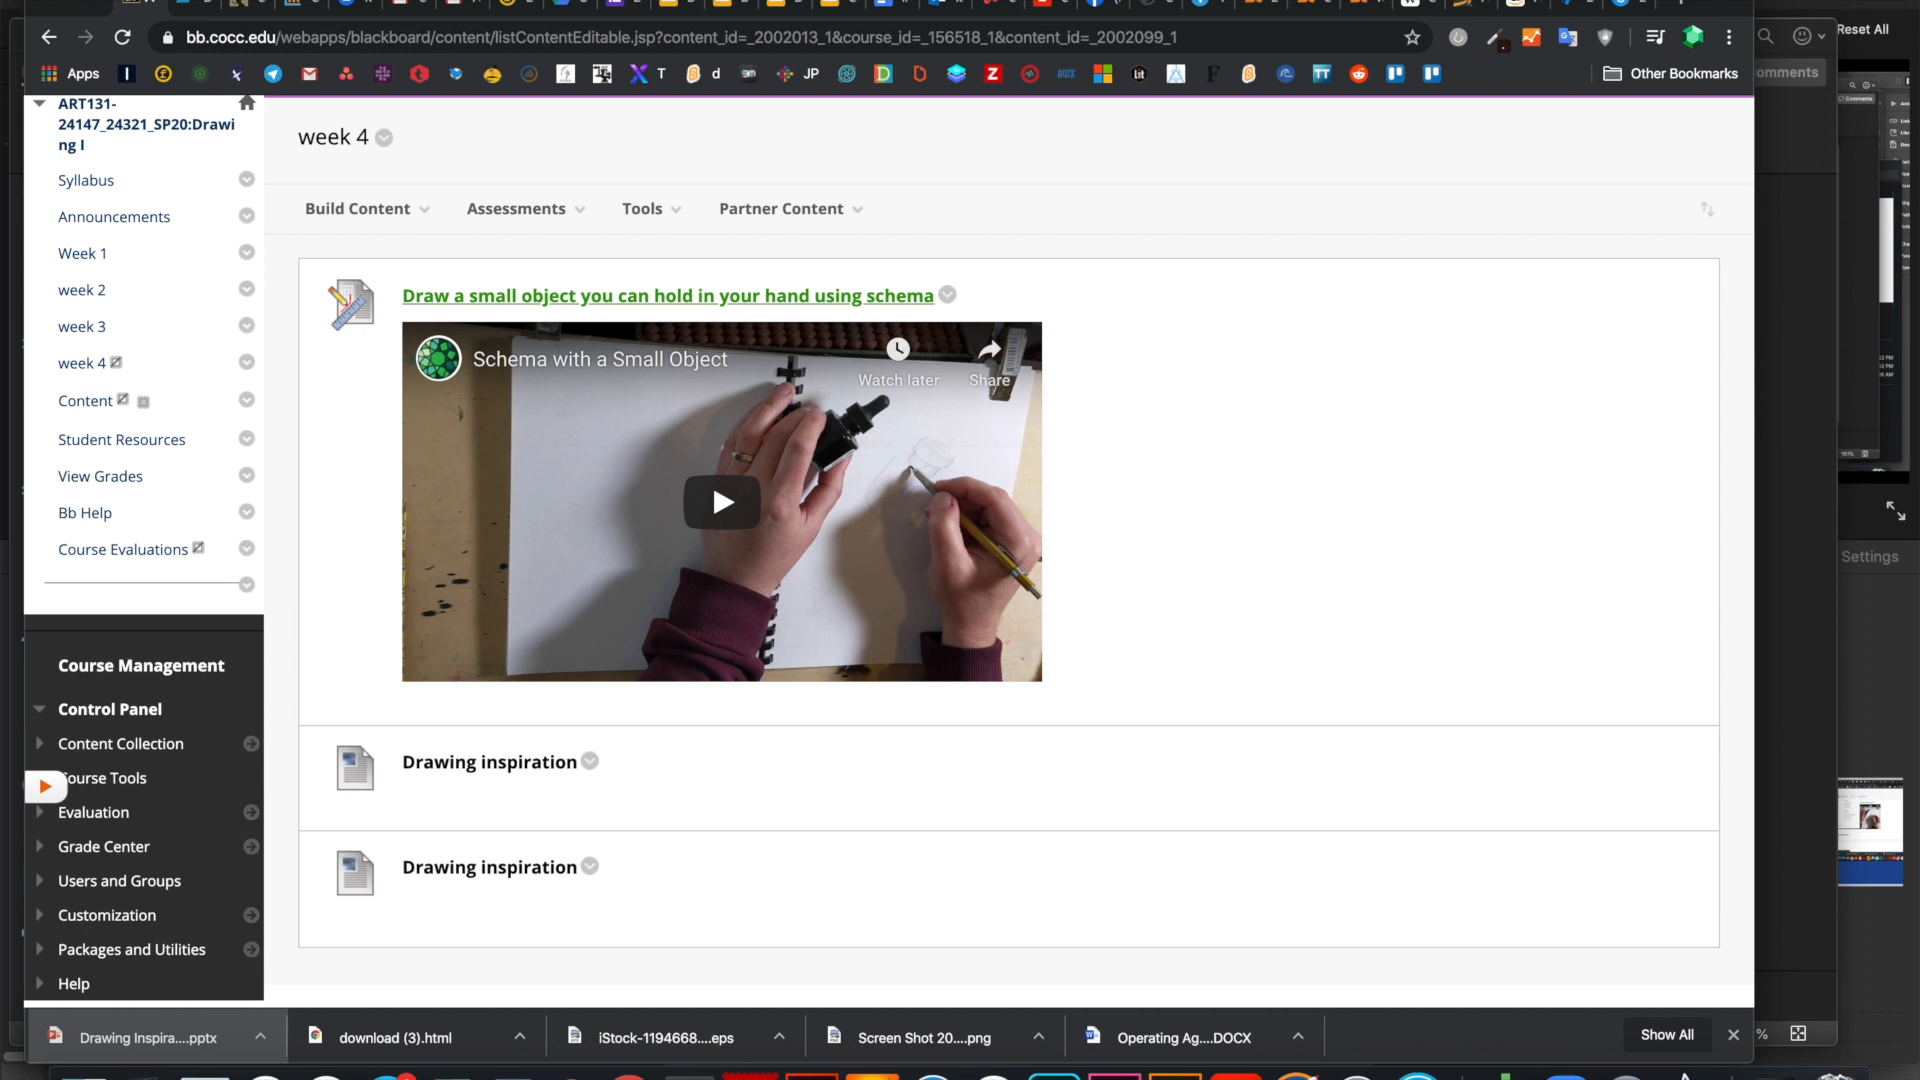 bb.cocc.edu/webapps/blackboard/content/listContentEditable.jsp?content_id=_2002013_1&course_id=_156518_1&content_id=_2002099_1
Reset All
Apps
T
d
JP
Other Bookmarks
omments
ART131-
24147_24321_SP20:Drawi
ng I
Syllabus
Announcements
Week 1
week 2
week 3
week 4
Content
Student Resources
View Grades
Bb Help
Course Evaluations
Course Management
Control Panel
Content Collection
Course Tools
Evaluation
Grade Center
Users and Groups
Customization
Packages and Utilities
Help
week 4
Build Content
Assessments
Tools
Partner Content
Draw a small object you can hold in your hand using schema
Schema with a Small Object
Watch later
Share
Drawing inspiration
Drawing inspiration
Comments
Settings
Drawing Inspira....pptx
download (3).html
iStock-1194668....eps
Screen Shot 20....png
Operating Ag....DOCX
Show All
%